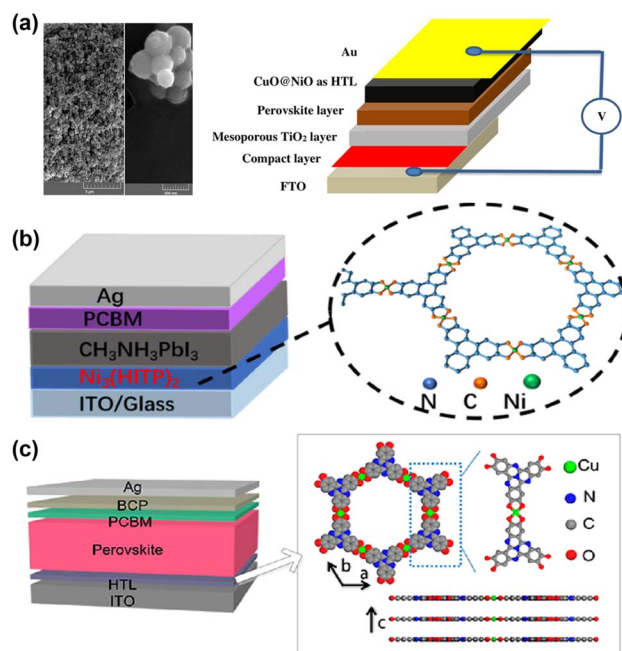 (a)
Au
CuO@NiO as HTL
Perovskite layer
Mesoporous TiO₂ layer
Compact layer
FTO
V
(b)
Ag
PCBM
CH₃NH₃PbI₃
Ni₃(HITP)₂
ITO/Glass
N C Ni
(c)
Ag
BCP
PCBM
Perovskite
HTL
ITO
b
a
c
Cu
N
C
O